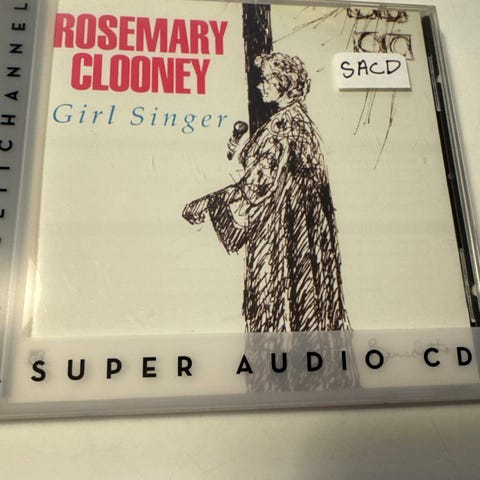 ROSEMARY
CLOONEY
Girl Singer
SACD
SUPER AUDIO CD